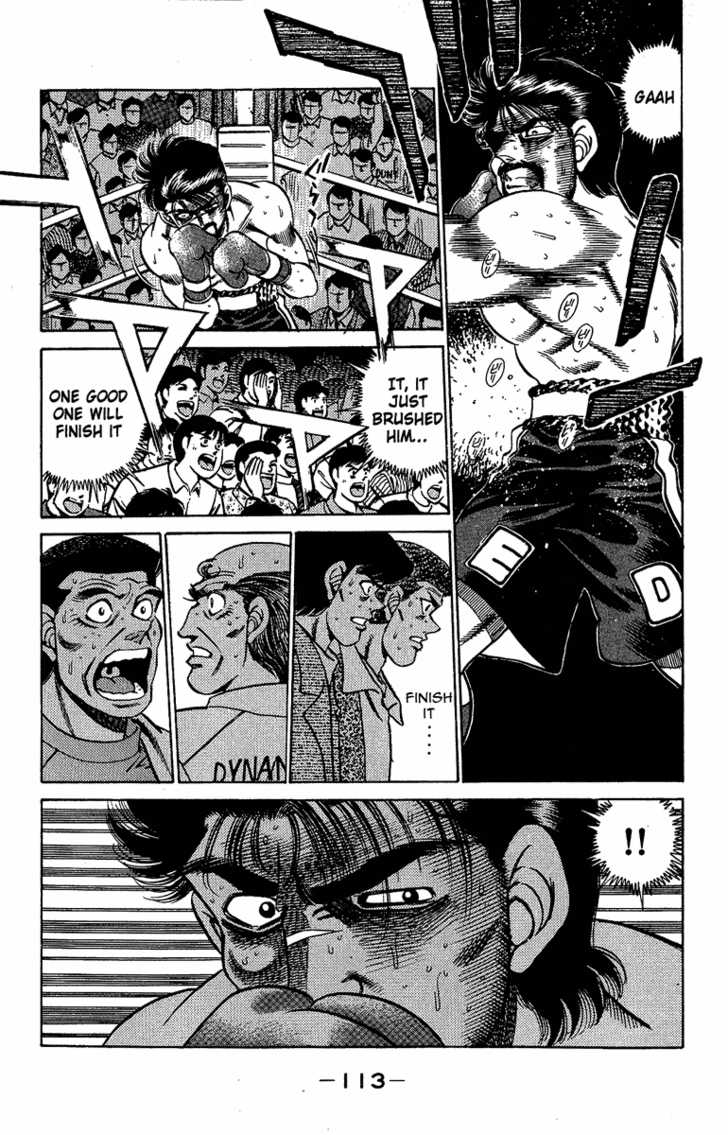 GAAH
IT, IT
JUST
BRUSHED
HIM...
ONE GOOD
ONE WILL
FINISH IT
E
D
FINISH
IT
....
DYNAM
!!
-113-